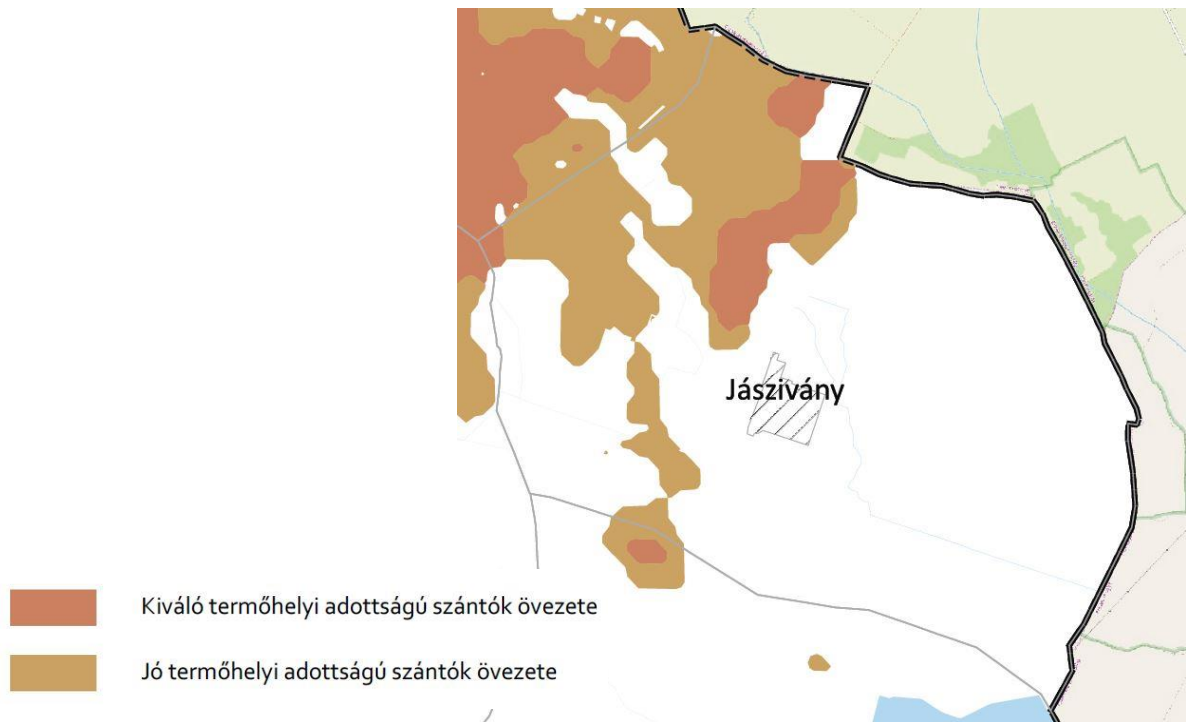 Jászivány
Kiváló termőhelyi adottságú szántók övezete
Jó termőhelyi adottságú szántók övezete